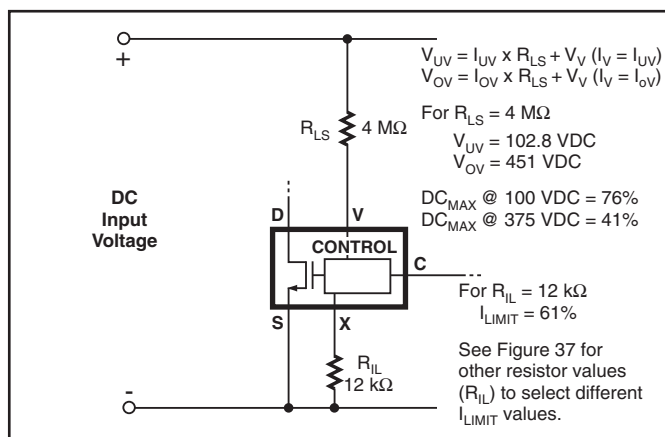 +
V_UV = I_UV x R_LS + V_V (I_V = I_UV)
V_OV = I_OV x R_LS + V_V (I_V = I_oV)
For R_LS = 4 MΩ
V_UV = 102.8 VDC
V_OV = 451 VDC
DC_MAX @ 100 VDC = 76%
DC_MAX @ 375 VDC = 41%
R_LS
4 MΩ
DC
Input
Voltage
D
V
CONTROL
C
S
X
For R_IL = 12 kΩ
I_LIMIT = 61%
See Figure 37 for
other resistor values
(R_IL) to select different
I_LIMIT values.
R_IL
12 kΩ
-